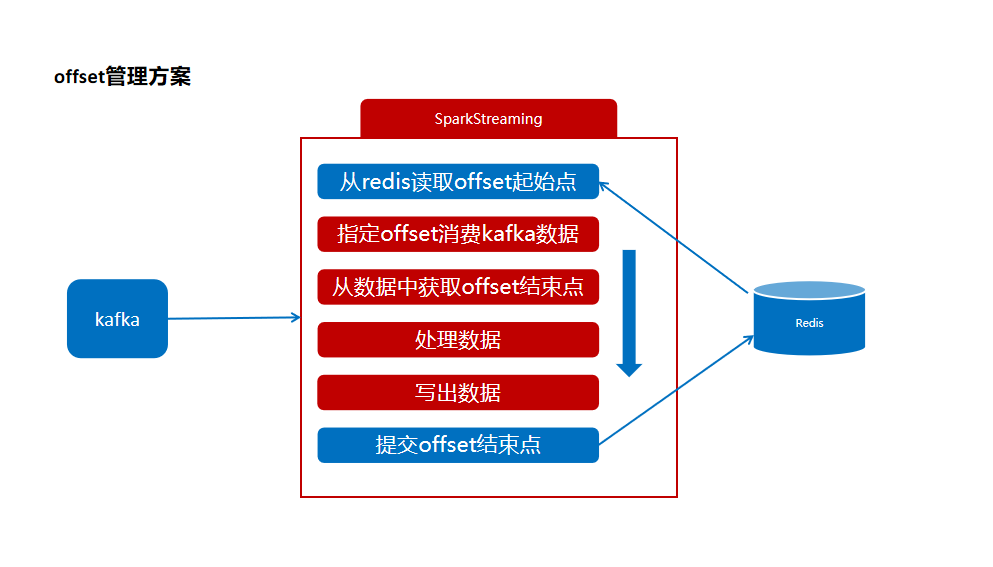 offset管理方案
SparkStreaming
从redis读取offset起始点
指定offset消费kafka数据
从数据中获取offset结束点
处理数据
写出数据
提交offset结束点
kafka
Redis